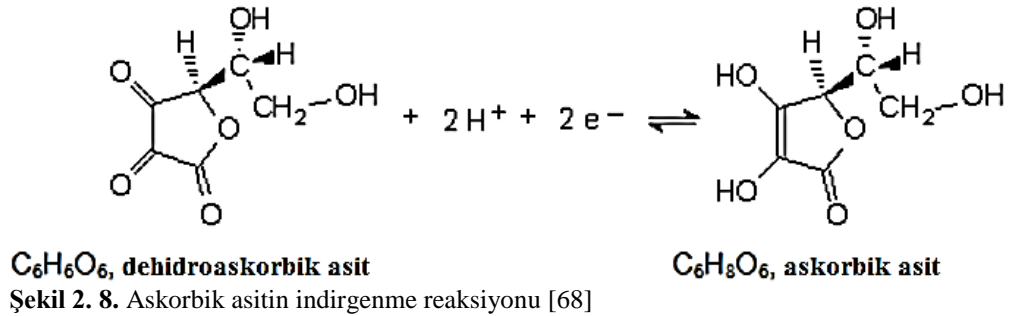 OH OH
H H
C H C H
O HO
CH₂ OH CH₂ OH
O + 2 H⁺ + 2 e⁻ ⇌ O
O HO
O O
C₆H₆O₆, dehidroaskorbik asit C₆H₈O₆, askorbik asit
Şekil 2. 8. Askorbik asitin indirgenme reaksiyonu [68]